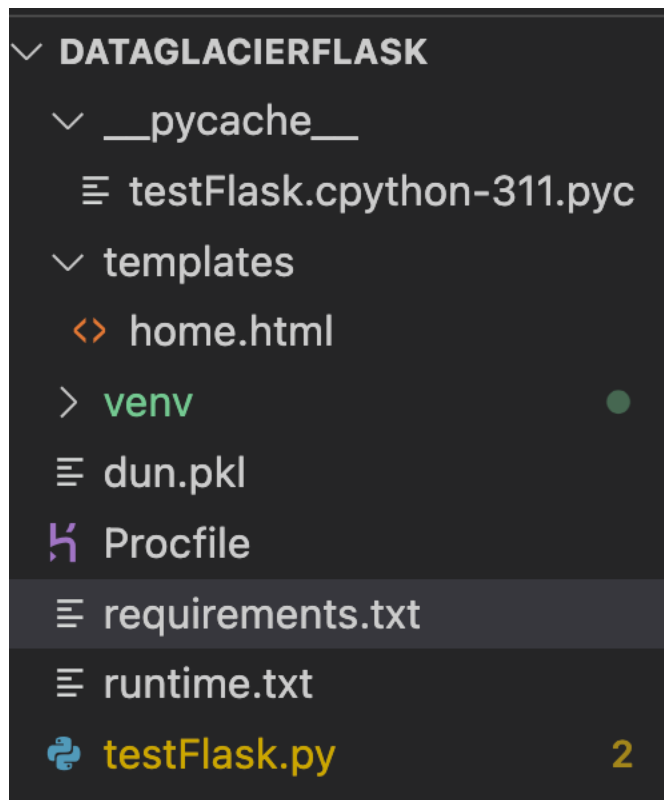 DATAGLACIERFLASK
__pycache__
testFlask.cpython-311.pyc
templates
home.html
venv
dun.pkl
Procfile
requirements.txt
runtime.txt
testFlask.py 2